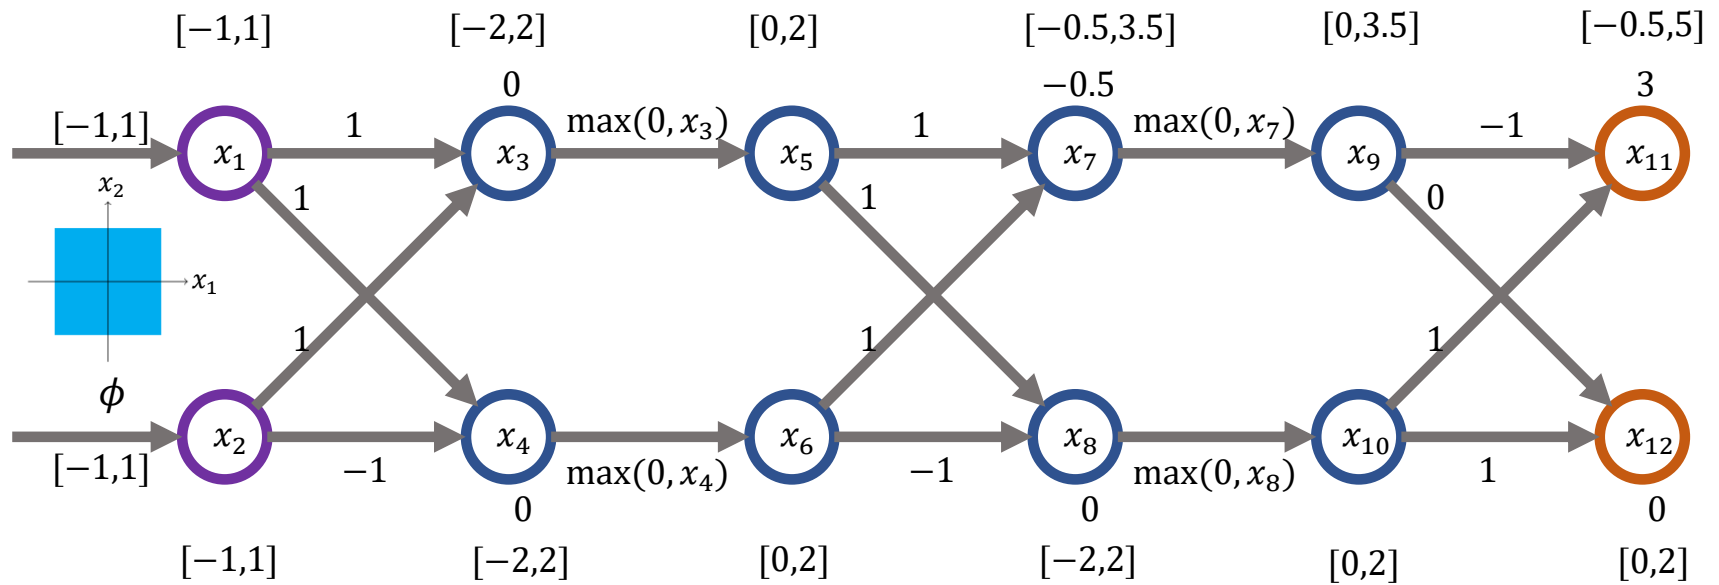 [−1,1] [−2,2] [0,2] [−0.5,3.5] [0,3.5] [−0.5,5]
0 −0.5 3
[−1,1] 1 max(0, x₃) 1 max(0, x₇) −1
x₁ x₃ x₅ x₇ x₉ x₁₁
x₂ 1 1 0
x₁
1 1 1
ϕ
x₂ x₄ x₆ x₈ x₁₀ x₁₂
[−1,1] −1 max(0, x₄) −1 max(0, x₈) 1
0 0 0
[−1,1] [−2,2] [0,2] [−2,2] [0,2] [0,2]